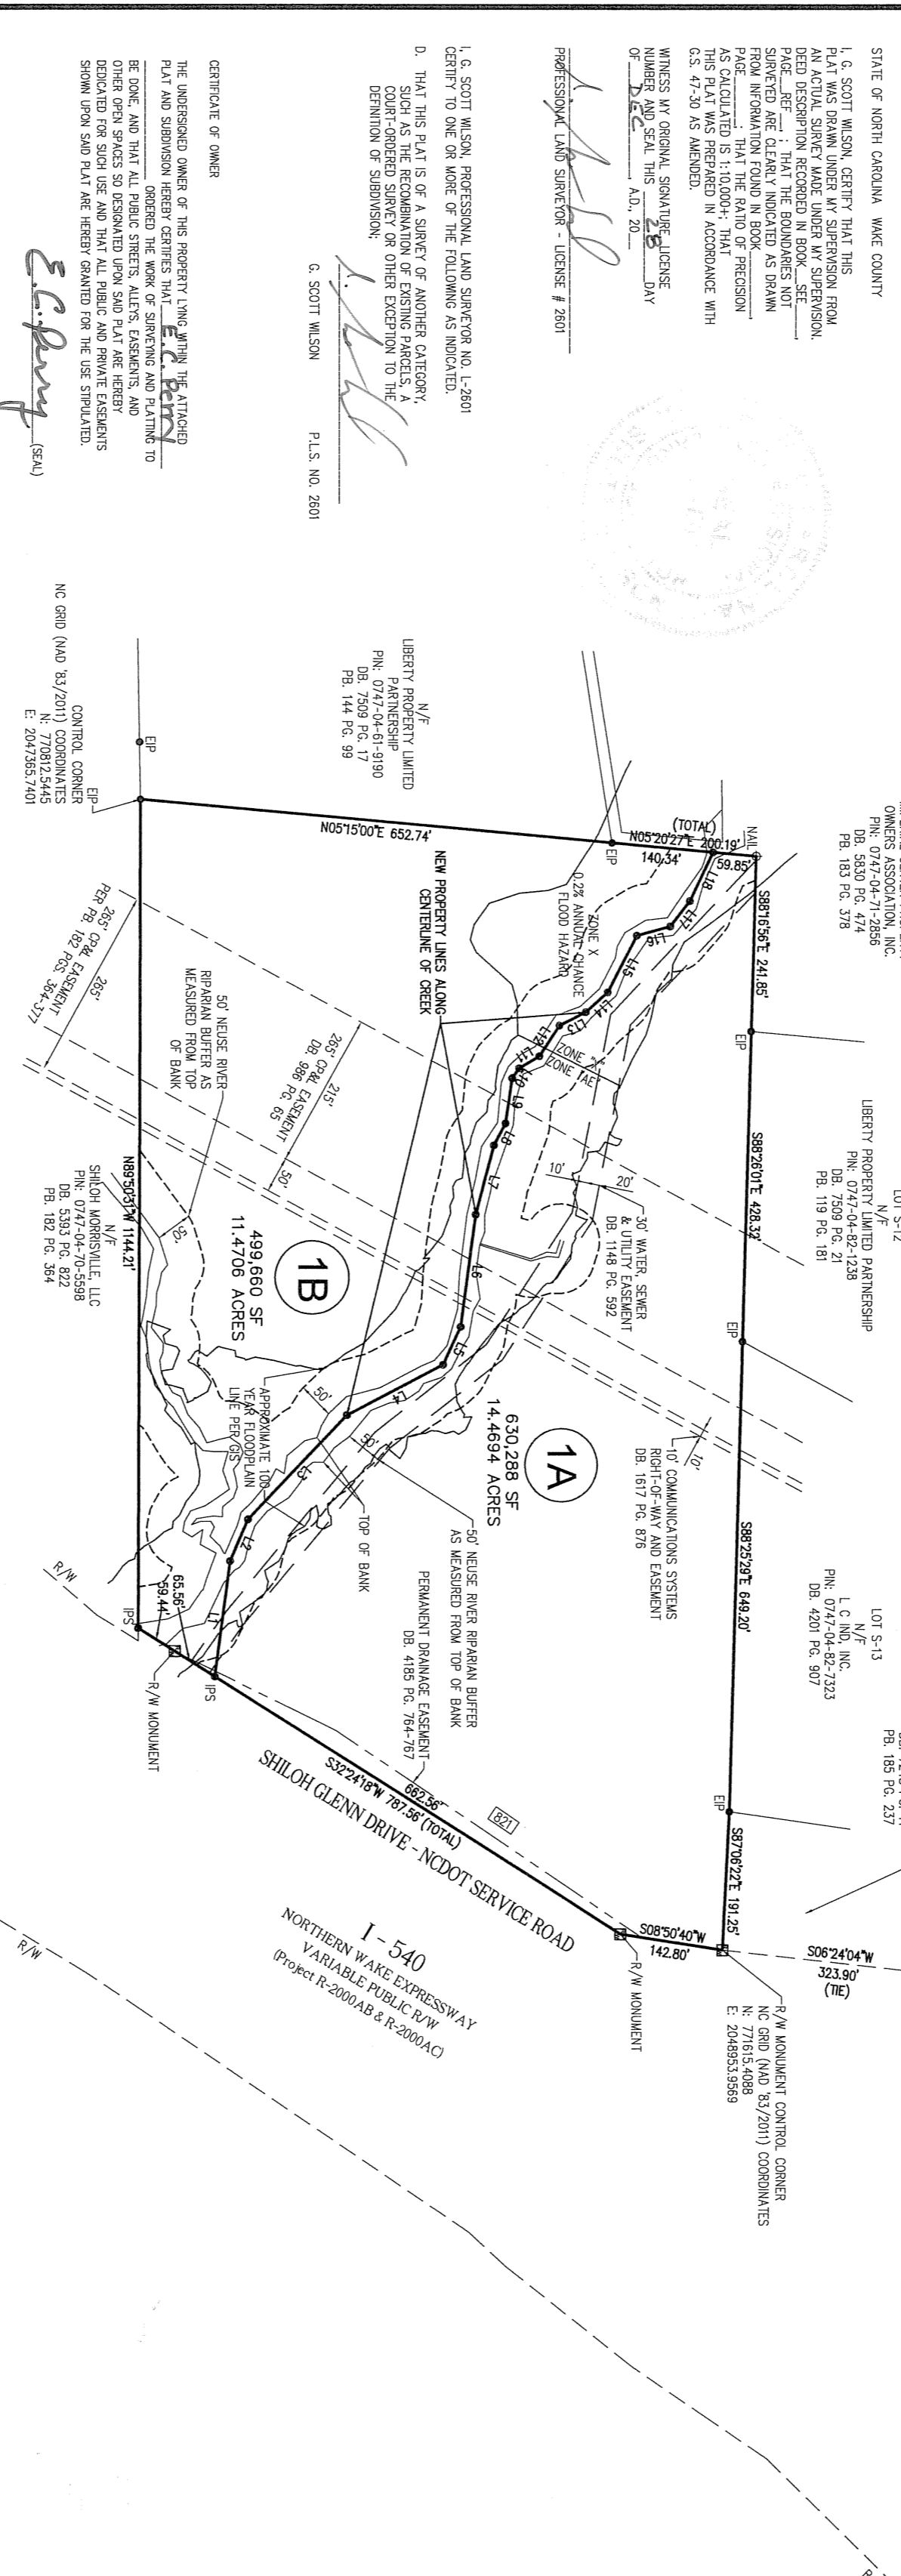 STATE OF NORTH CAROLINA WAKE COUNTY
I, G. SCOTT WILSON, CERTIFY THAT THIS
PLAT WAS DRAWN UNDER MY SUPERVISION FROM
AN ACTUAL SURVEY MADE UNDER MY SUPERVISION.
DEED DESCRIPTION RECORDED IN BOOK SEE
PAGE REF ; THAT THE BOUNDARIES NOT
SURVEYED ARE CLEARLY INDICATED AS DRAWN
FROM INFORMATION FOUND IN BOOK
PAGE ; THAT THE RATIO OF PRECISION
AS CALCULATED IS 1:10,000+; THAT
THIS PLAT WAS PREPARED IN ACCORDANCE WITH
G.S. 47-30 AS AMENDED.
WITNESS MY ORIGINAL SIGNATURE, LICENSE
NUMBER AND SEAL THIS 28 DAY
OF DEC A.D., 20
PROFESSIONAL LAND SURVEYOR - LICENSE # 2601
I, G. SCOTT WILSON, PROFESSIONAL LAND SURVEYOR NO. L-2601
CERTIFY TO ONE OR MORE OF THE FOLLOWING AS INDICATED.
D. THAT THIS PLAT IS OF A SURVEY OF ANOTHER CATEGORY,
SUCH AS THE RECOMBINATION OF EXISTING PARCELS, A
COURT-ORDERED SURVEY OR OTHER EXCEPTION TO THE
DEFINITION OF SUBDIVISION;
G. SCOTT WILSON P.L.S. NO. 2601
CERTIFICATE OF OWNER
THE UNDERSIGNED OWNER OF THIS PROPERTY LYING WITHIN THE ATTACHED
PLAT AND SUBDIVISION HEREBY CERTIFIES THAT E.C. Perry
ORDERED THE WORK OF SURVEYING AND PLATTING TO
BE DONE, AND THAT ALL PUBLIC STREETS, ALLEYS, EASEMENTS, AND
OTHER OPEN SPACES SO DESIGNATED UPON SAID PLAT ARE HEREBY
DEDICATED FOR SUCH USE AND THAT ALL PUBLIC AND PRIVATE EASEMENTS
SHOWN UPON SAID PLAT ARE HEREBY GRANTED FOR THE USE STIPULATED.
E.C. Perry (SEAL)
OWNERS ASSOCIATION, INC.
PIN: 0747-04-71-2856
DB. 5830 PG. 474
PB. 183 PG. 378
LOT S-12
N/F
LIBERTY PROPERTY LIMITED PARTNERSHIP
PIN: 0747-04-82-1238
DB. 7509 PG. 21
PB. 119 PG. 181
LOT S-13
N/F
L C IND, INC.
PIN: 0747-04-82-7323
DB. 4201 PG. 907
PB. 185 PG. 237
NAIL
S88°16'56"E 241.85'
EIP
S88°26'01"E 428.32'
EIP
S88°25'29"E 649.20'
EIP
S87°06'22"E 191.25'
S06°24'04"W
323.90'
(TIE)
R/W MONUMENT CONTROL CORNER
NC GRID (NAD '83/2011) COORDINATES
N: 771615.4088
E: 2048953.9569
S08°50'40"W
142.80'
R/W MONUMENT
(TOTAL)
N05°20'27"E 200.19'
59.85'
140.34'
EIP
N05°15'00"E 652.74'
N/F
LIBERTY PROPERTY LIMITED
PARTNERSHIP
PIN: 0747-04-61-9190
DB. 7509 PG. 17
PB. 144 PG. 99
L18
L17
L16
L15
L14
L13
L12
L11
L10
L9
L8
L7
L6
L5
L4
L3
L2
L1
ZONE X
0.2% ANNUAL CHANCE
FLOOD HAZARD
ZONE "X"
ZONE "AE"
NEW PROPERTY LINES ALONG
CENTERLINE OF CREEK
10'
20'
30' WATER, SEWER
& UTILITY EASEMENT
DB. 1148 PG. 592
10'
10' COMMUNICATIONS SYSTEMS
RIGHT-OF-WAY AND EASEMENT
DB. 1617 PG. 876
1A
630,288 SF
14.4694 ACRES
50' NEUSE RIVER RIPARIAN BUFFER
AS MEASURED FROM TOP OF BANK
TOP OF BANK
50'
50'
APPROXIMATE 100
YEAR FLOODPLAIN
LINE PER GIS
1B
499,660 SF
11.4706 ACRES
215'
50'
265' CP&L EASEMENT
DB. 986 PG. 65
265'
265' CP&L EASEMENT
PER PB. 182 PGS. 364-377
50' NEUSE RIVER
RIPARIAN BUFFER AS
MEASURED FROM TOP
OF BANK
50'
PERMANENT DRAINAGE EASEMENT
DB. 4185 PG. 764-767
662.56'
S32°24'18"W 787.56' (TOTAL)
821
SHILOH GLENN DRIVE - NCDOT SERVICE ROAD
I - 540
NORTHERN WAKE EXPRESSWAY
VARIABLE PUBLIC R/W
(Project R-2000AB & R-2000AC)
R/W
R/W
IPS
65.56'
59.44'
IPS
R/W MONUMENT
N89°50'31"W 1144.21'
N/F
SHILOH MORRISVILLE, LLC
PIN: 0747-04-70-5598
DB. 5393 PG. 822
PB. 182 PG. 364
EIP
EIP
CONTROL CORNER
NC GRID (NAD '83/2011) COORDINATES
N: 770812.5445
E: 2047365.7401